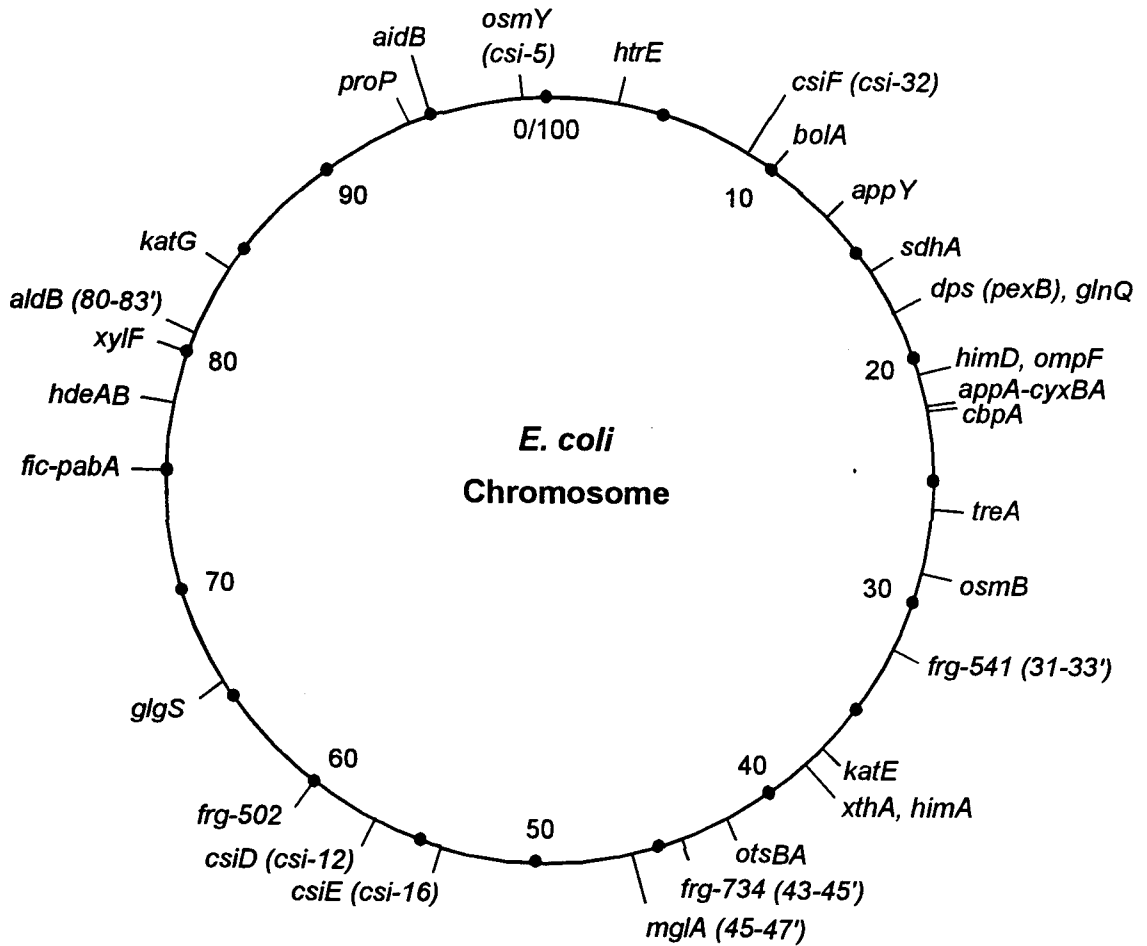 osmY
(csi-5)
htrE
csiF (csi-32)
bolA
appY
sdhA
dps (pexB), glnQ
himD, ompF
appA-cyxBA
cbpA
treA
osmB
frg-541 (31-33')
katE
xthA, himA
otsBA
frg-734 (43-45')
mglA (45-47')
csiE (csi-16)
csiD (csi-12)
frg-502
glgS
fic-pabA
hdeAB
xylF
aldB (80-83')
katG
proP
aidB
0/100
10
20
30
40
50
60
70
80
90
E. coli
Chromosome